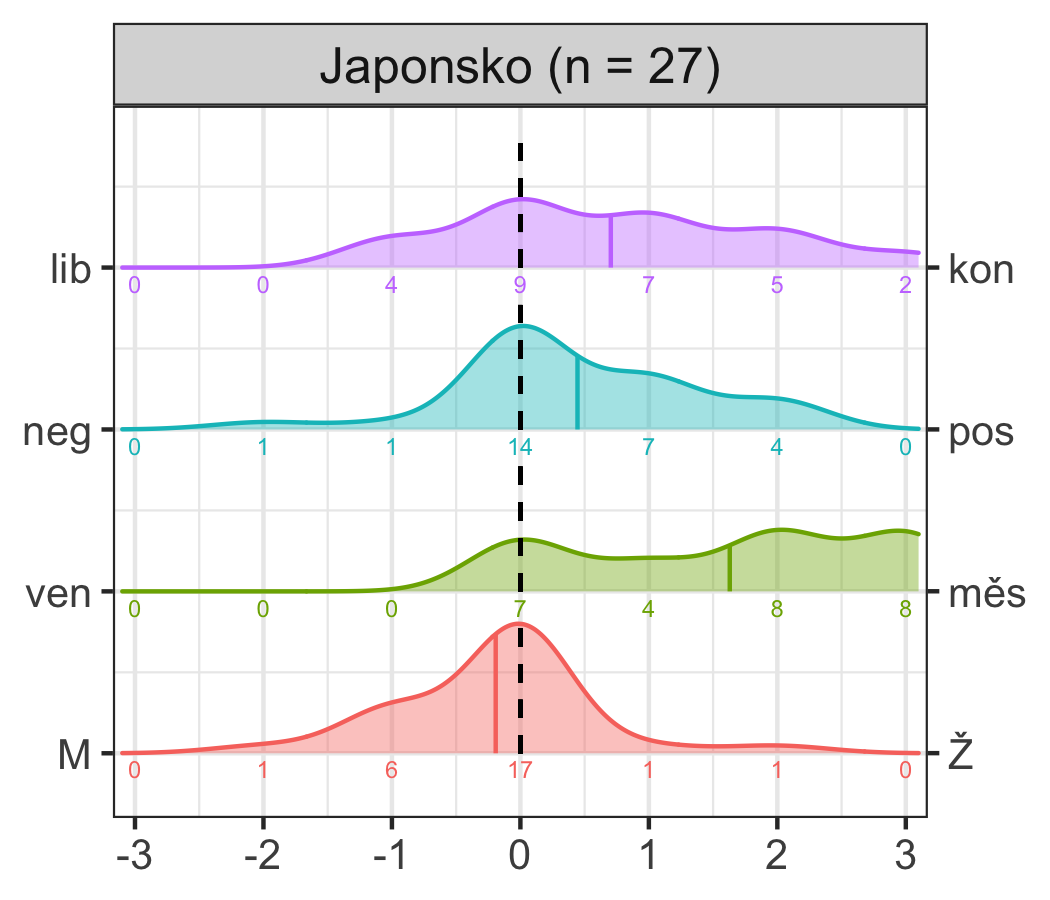 Japonsko (n = 27)
lib kon
0 0 4 9 7 5 2
neg pos
0 1 1 14 7 4 0
ven měs
0 0 0 7 4 8 8
M Ž
0 1 6 17 1 1 0
-3 -2 -1 0 1 2 3